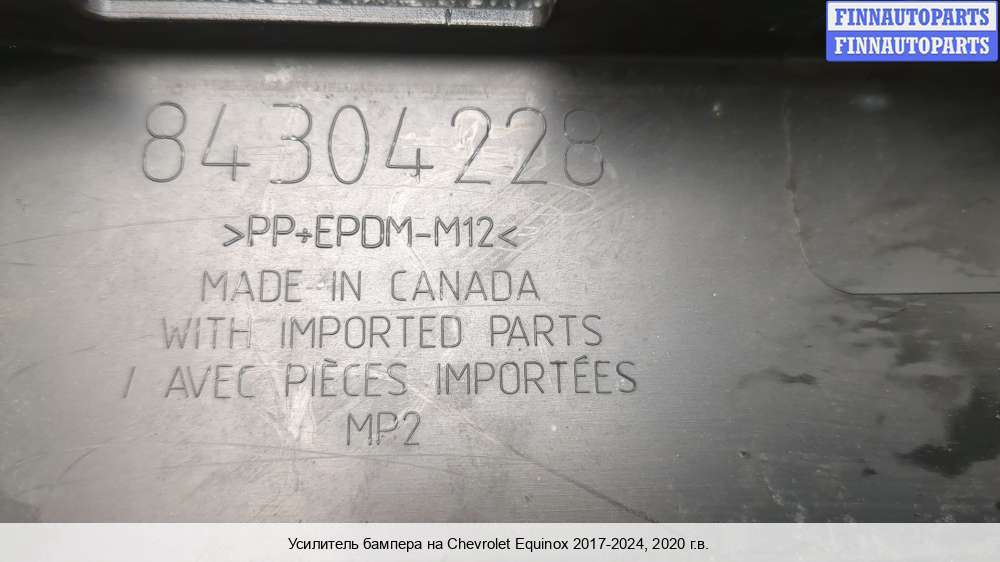 FINNAUTOPARTS
FINNAUTOPARTS
84304228
>PP+EPDM-M12<
MADE IN CANADA
WITH IMPORTED PARTS
/ AVEC PIÈCES IMPORTÉES
MP2
Усилитель бампера на Chevrolet Equinox 2017-2024, 2020 г.в.